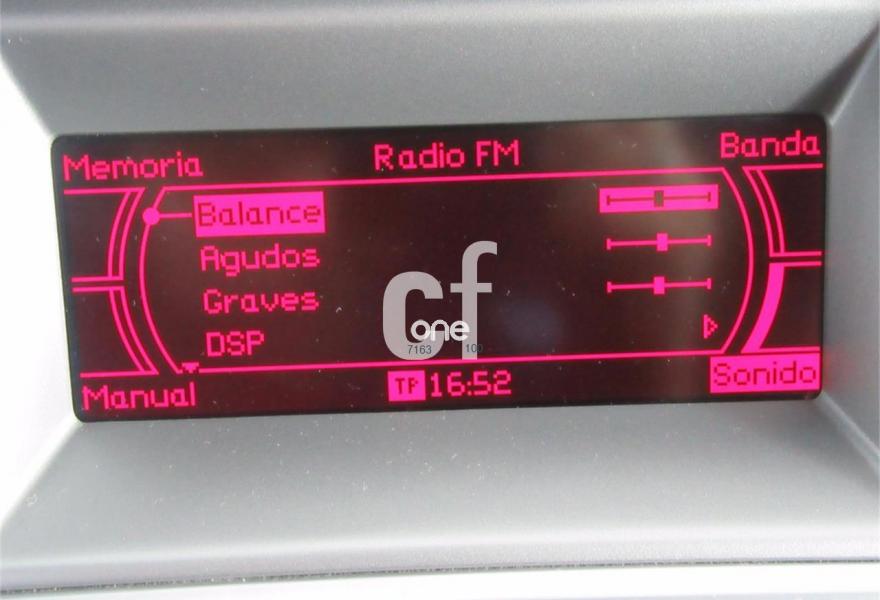 Memoria Radio FM Banda
Balance
Agudos
Graves
DSP
cf
one
7163 100
Manual TP 16:52 Sonido